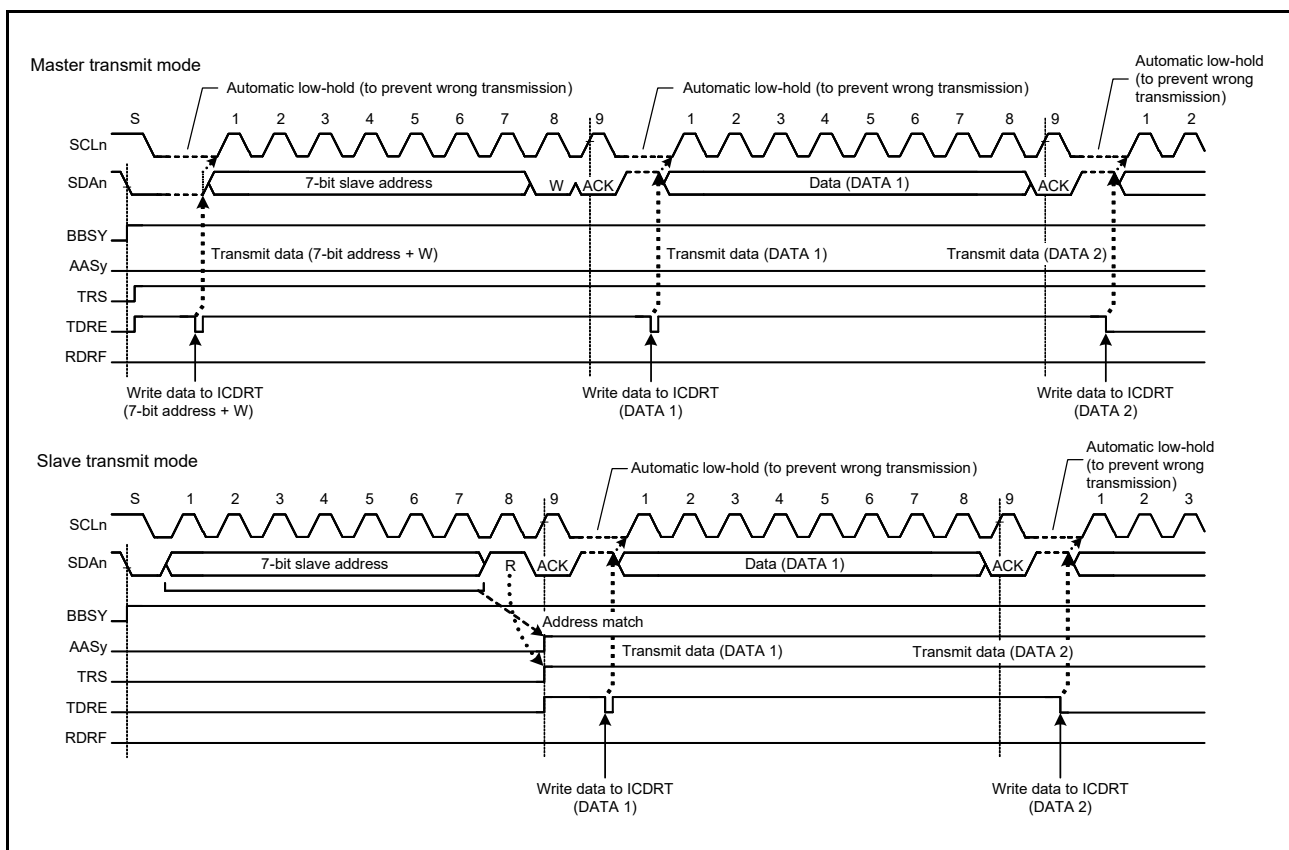 Master transmit mode
Automatic low-hold (to prevent wrong transmission)
Automatic low-hold (to prevent wrong transmission)
Automatic low-hold
(to prevent wrong
transmission)
S 1 2 3 4 5 6 7 8 9 1 2 3 4 5 6 7 8 9 1 2
SCLn
SDAn 7-bit slave address W ACK Data (DATA 1) ACK
BBSY
Transmit data (7-bit address + W) Transmit data (DATA 1) Transmit data (DATA 2)
AASy
TRS
TDRE
RDRF
Write data to ICDRT
(7-bit address + W)
Write data to ICDRT
(DATA 1)
Write data to ICDRT
(DATA 2)
Slave transmit mode
Automatic low-hold (to prevent wrong transmission)
Automatic low-hold
(to prevent wrong
transmission)
S 1 2 3 4 5 6 7 8 9 1 2 3 4 5 6 7 8 9 1 2 3
SCLn
SDAn 7-bit slave address R ACK Data (DATA 1) ACK
BBSY
Address match
AASy
Transmit data (DATA 1) Transmit data (DATA 2)
TRS
TDRE
RDRF
Write data to ICDRT
(DATA 1)
Write data to ICDRT
(DATA 2)